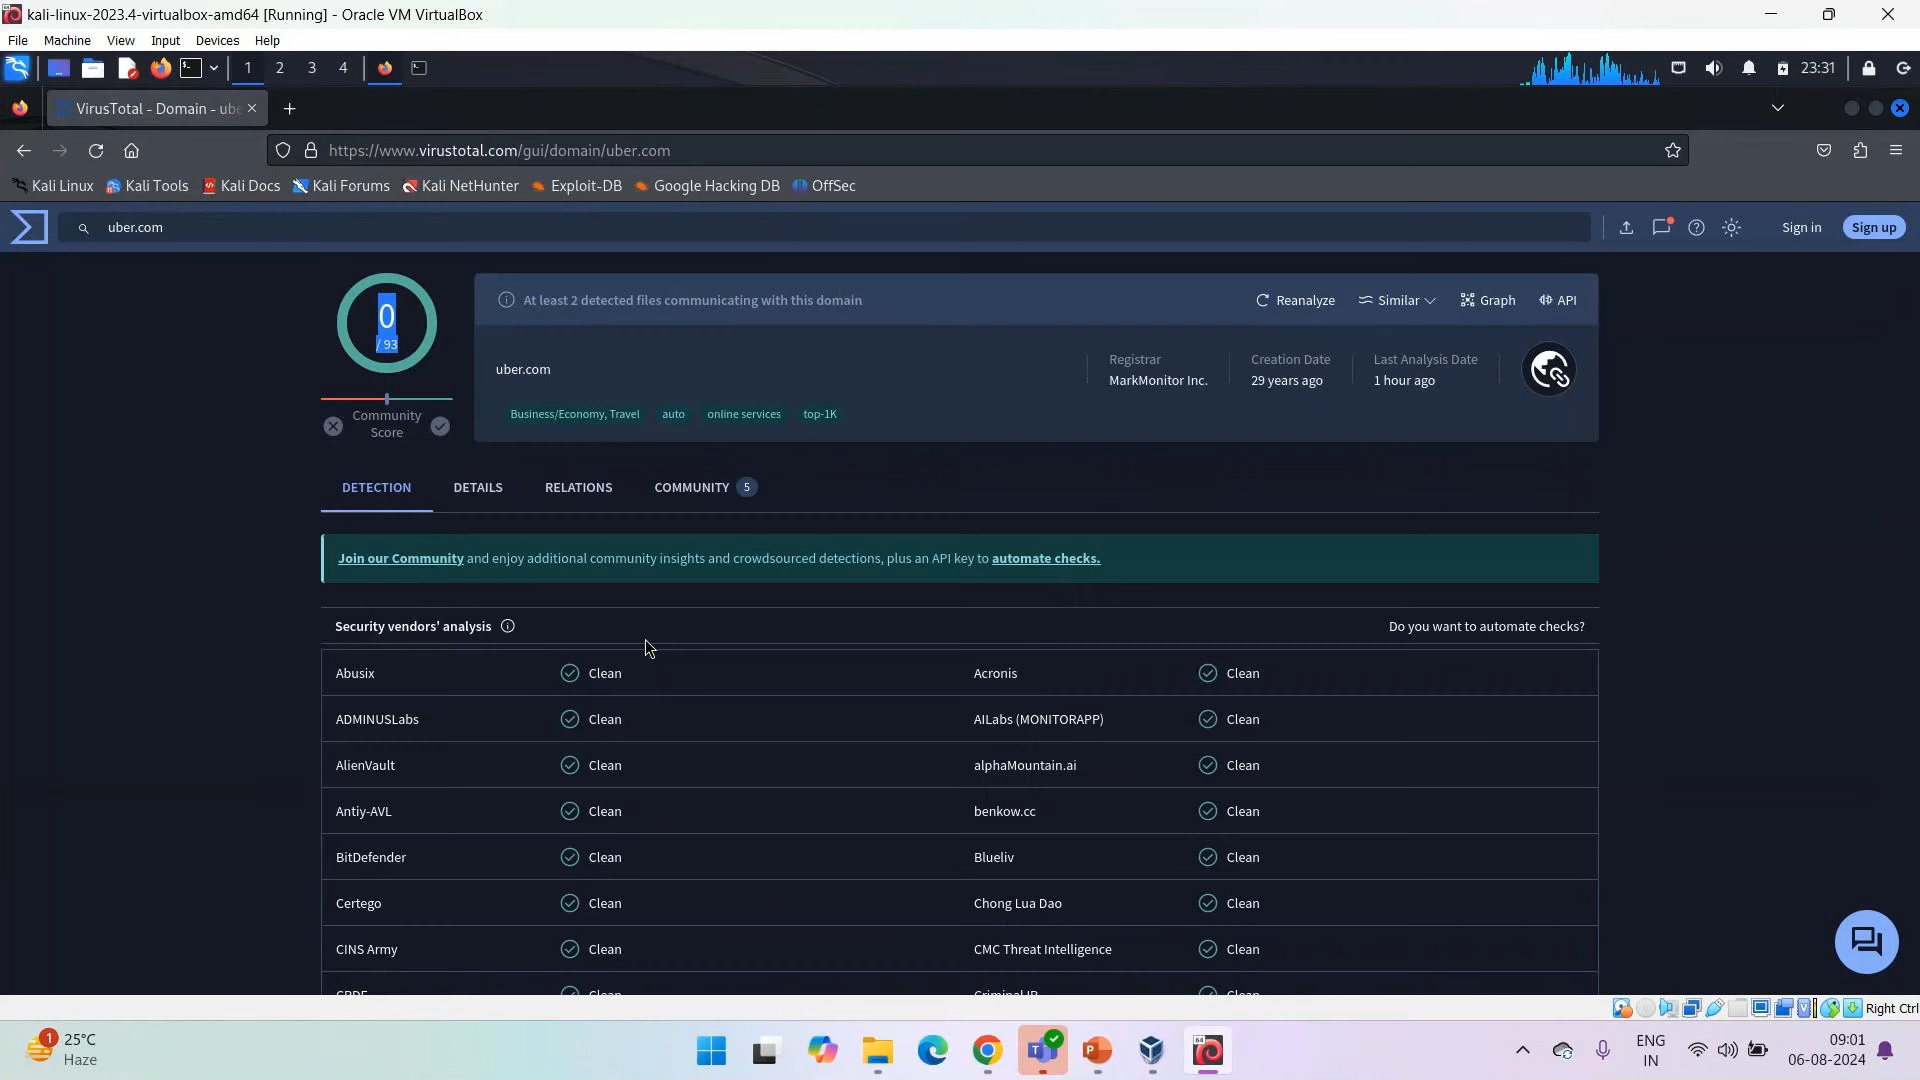 kali-linux-2023.4-virtualbox-amd64 [Running] - Oracle VM VirtualBox
File Machine View Input Devices Help
1 2 3 4 23:31
VirusTotal - Domain - ube
https://www.virustotal.com/gui/domain/uber.com
Kali Linux Kali Tools Kali Docs Kali Forums Kali NetHunter Exploit-DB Google Hacking DB OffSec
uber.com Sign in Sign up
0
/ 93
Community
Score
At least 2 detected files communicating with this domain Reanalyze Similar Graph API
uber.com
Registrar
MarkMonitor Inc.
Creation Date
29 years ago
Last Analysis Date
1 hour ago
Business/Economy, Travel auto online services top-1K
DETECTION DETAILS RELATIONS COMMUNITY 5
Join our Community and enjoy additional community insights and crowdsourced detections, plus an API key to automate checks.
Security vendors' analysis Do you want to automate checks?
Abusix Clean Acronis Clean
ADMINUSLabs Clean AILabs (MONITORAPP) Clean
AlienVault Clean alphaMountain.ai Clean
Antiy-AVL Clean benkow.cc Clean
BitDefender Clean Blueliv Clean
Certego Clean Chong Lua Dao Clean
CINS Army Clean CMC Threat Intelligence Clean
CRDF Clean Criminal IP Clean
Right Ctrl
1
25°C
Haze
64
ENG
IN
09:01
06-08-2024